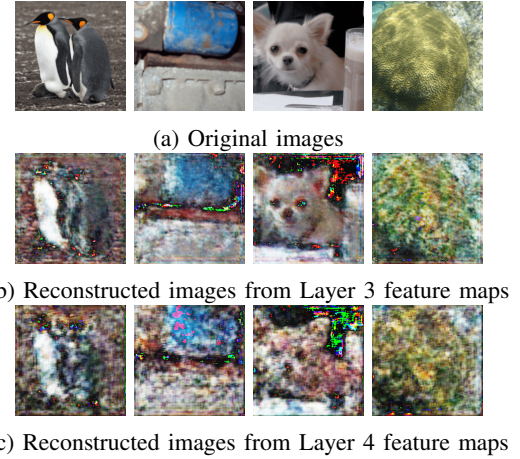 (a) Original images
b) Reconstructed images from Layer 3 feature maps
c) Reconstructed images from Layer 4 feature maps